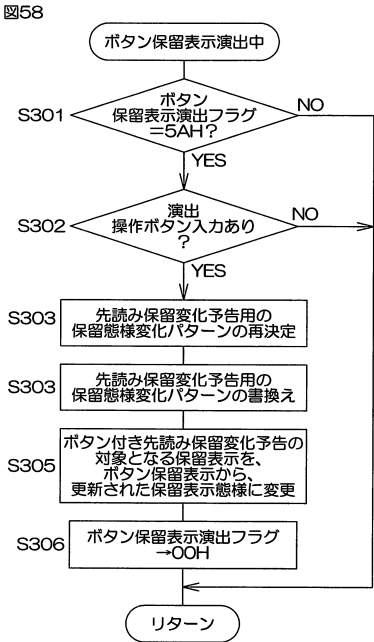 図58
ボタン保留表示演出中
S301
ボタン
保留表示演出フラグ
=5AH?
NO
YES
S302
演出
操作ボタン入力あり
?
NO
YES
S303
先読み保留変化予告用の
保留態様変化パターンの再決定
S303
先読み保留変化予告用の
保留態様変化パターンの書換え
S305
ボタン付き先読み保留変化予告の
対象となる保留表示を、
ボタン保留表示から、
更新された保留表示態様に変更
S306
ボタン保留表示演出フラグ
→00H
リターン